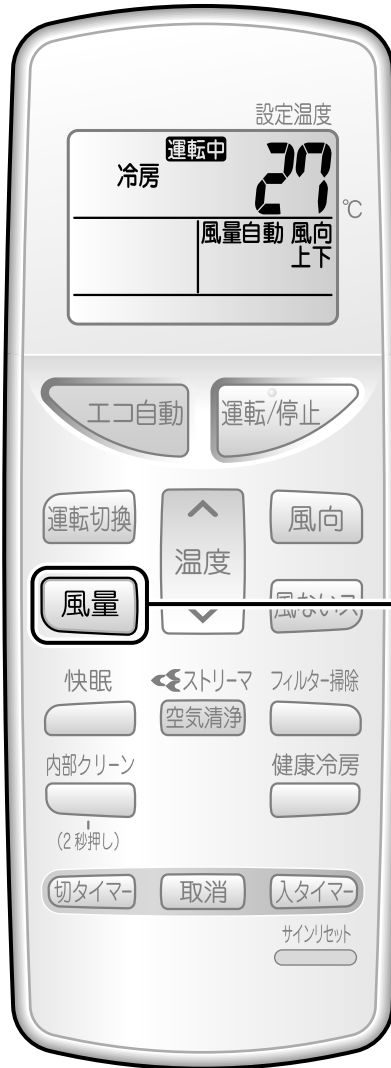 設定温度
運転中
冷房 27 ℃
風量自動 風向
上下
エコ自動 運転/停止
運転切換 温度 風向
風量 風ないス
快眠 ストリーマ フィルター掃除
空気清浄
内部クリーン 健康冷房
(2秒押し)
切タイマー 取消 入タイマー
サインリセット